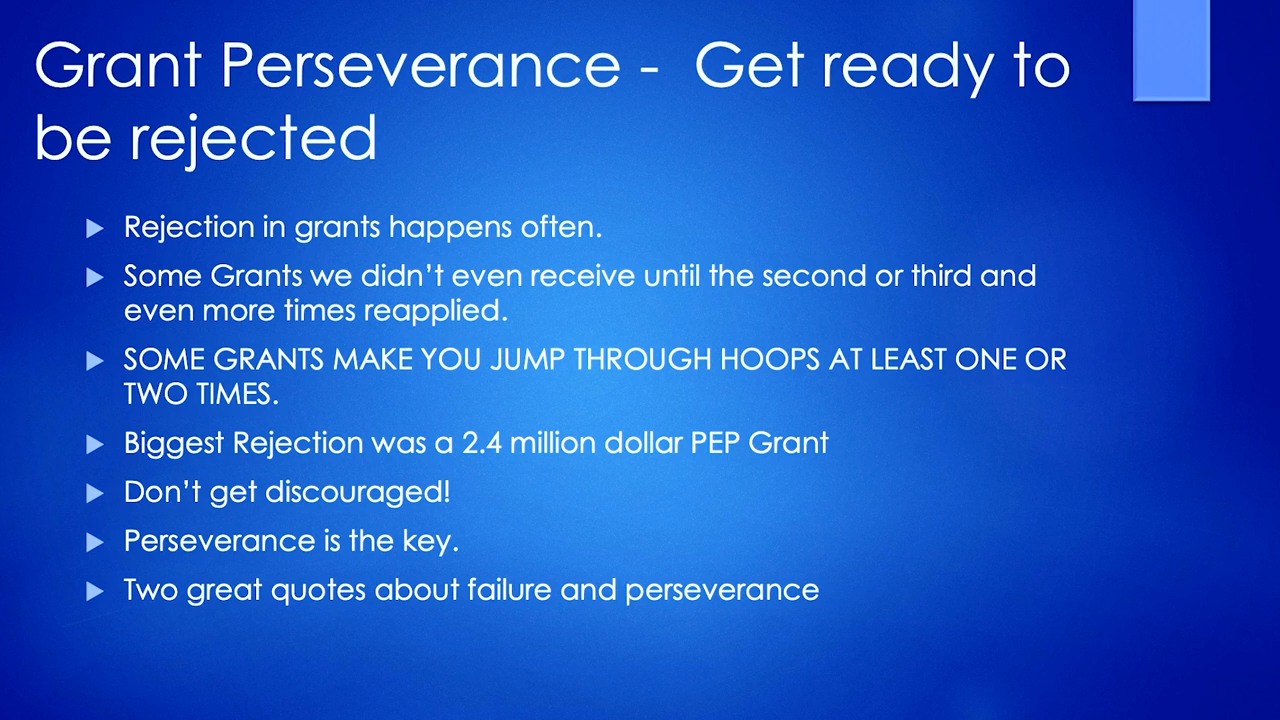 Grant Perseverance -  Get ready to
be rejected
Rejection in grants happens often.
Some Grants we didn’t even receive until the second or third and
even more times reapplied.
SOME GRANTS MAKE YOU JUMP THROUGH HOOPS AT LEAST ONE OR
TWO TIMES.
Biggest Rejection was a 2.4 million dollar PEP Grant
Don’t get discouraged!
Perseverance is the key.
Two great quotes about failure and perseverance